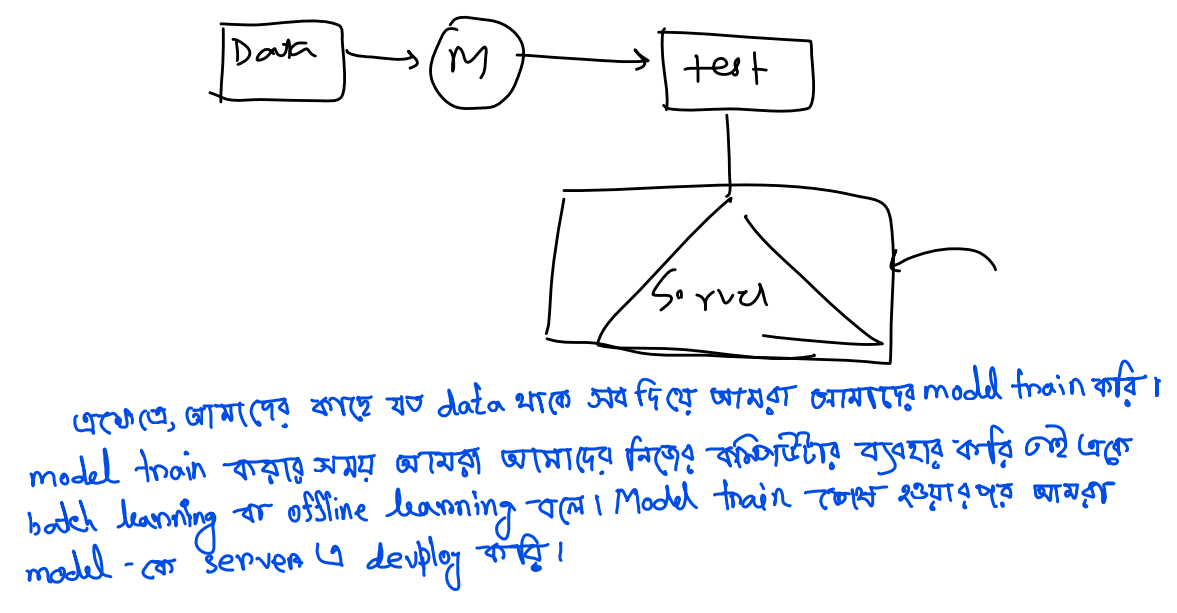 Data
M
test
Server
এক্ষেত্রে, আমাদের কাছে যত data থাকে সব দিয়ে আমরা আমাদের model train করি।
model train করার সময় আমরা আমাদের নিজের কম্পিউটার ব্যবহার করি তাই একে
batch learning বা offline learning বলে। Model train শেষ হওয়ার পরে আমরা
model - কে server এ devploy করি।